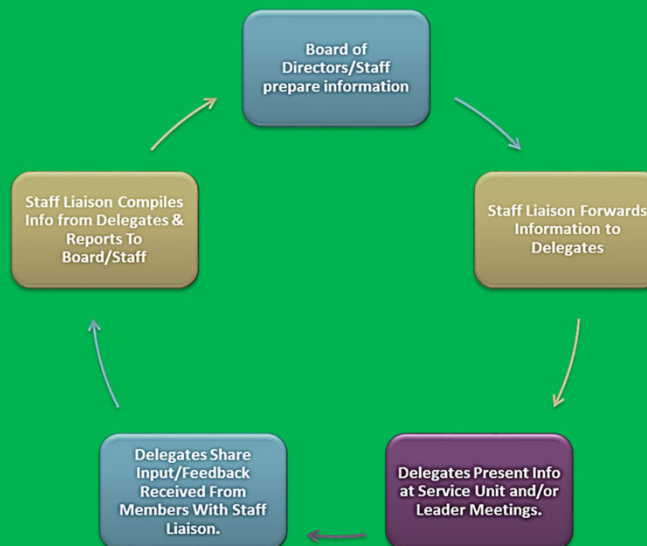 Board of
Directors/Staff
prepare information
Staff Liaison Forwards
Information to
Delegates
Delegates Present Info
at Service Unit and/or
Leader Meetings.
Delegates Share
Input/Feedback
Received From
Members With Staff
Liaison.
Staff Liaison Compiles
Info from Delegates &
Reports To
Board/Staff